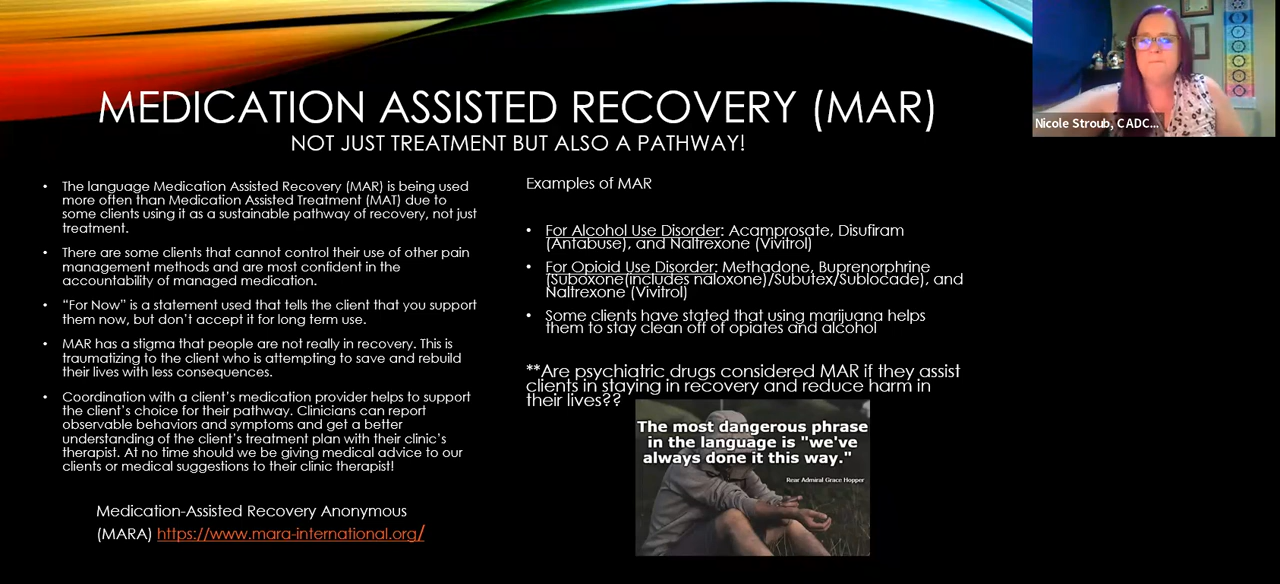 MEDICATION ASSISTED RECOVERY (MAR)
NOT JUST TREATMENT BUT ALSO A PATHWAY!
• The language Medication Assisted Recovery (MAR) is being used
more often than Medication Assisted Treatment (MAT) due to
some clients using it as a sustainable pathway of recovery, not just
treatment.
• There are some clients that cannot control their use of other pain
management methods and are most confident in the
accountability of managed medication.
• “For Now” is a statement used that tells the client that you support
them now, but don’t accept it for long term use.
• MAR has a stigma that people are not really in recovery. This is
traumatizing to the client who is attempting to save and rebuild
their lives with less consequences.
• Coordination with a client’s medication provider helps to support
the client’s choice for their pathway. Clinicians can report
observable behaviors and symptoms and get a better
understanding of the client’s treatment plan with their clinic’s
therapist. At no time should we be giving medical advice to our
clients or medical suggestions to their clinic therapist!
Medication-Assisted Recovery Anonymous
(MARA) https://www.mara-international.org/
Examples of MAR
• For Alcohol Use Disorder: Acamprosate, Disufiram
(Antabuse), and Naltrexone (Vivitrol)
• For Opioid Use Disorder: Methadone, Buprenorphrine
(Suboxone(includes naloxone)/Subutex/Sublocade), and
Naltrexone (Vivitrol)
• Some clients have stated that using marijuana helps
them to stay clean off of opiates and alcohol
**Are psychiatric drugs considered MAR if they assist
clients in staying in recovery and reduce harm in
their lives??
The most dangerous phrase
in the language is "we've
always done it this way."
Rear Admiral Grace Hopper
Nicole Stroub, CADC...